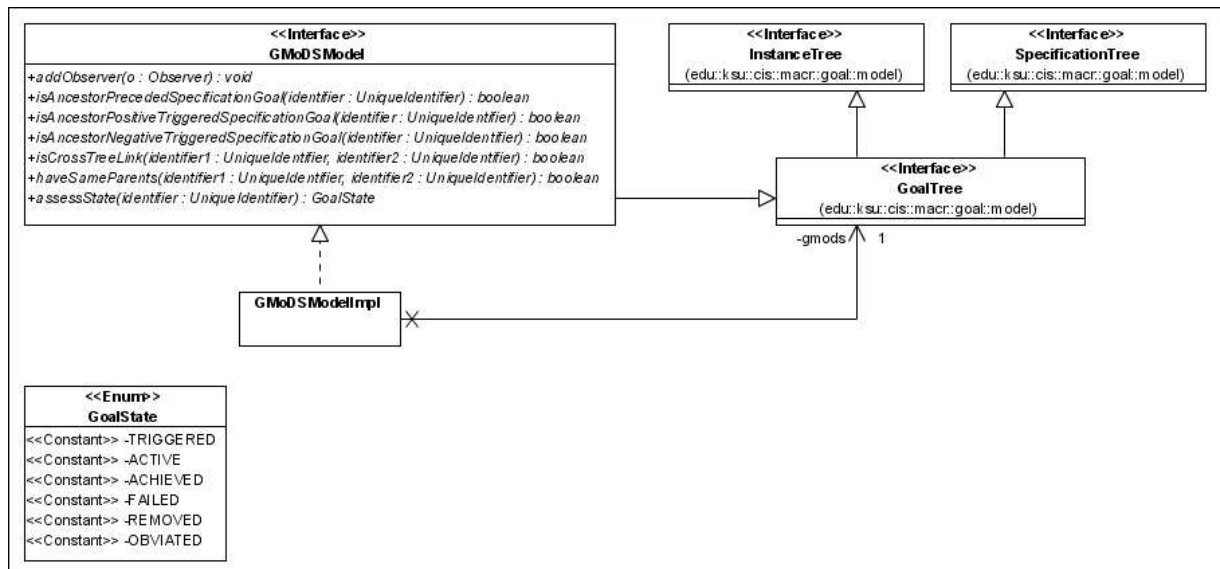 <<Interface>>
GMoDSModel
+addObserver(o : Observer) : void
+isAncestorPrecededSpecificationGoal(identifier : UniqueIdentifier) : boolean
+isAncestorPositiveTriggeredSpecificationGoal(identifier : UniqueIdentifier) : boolean
+isAncestorNegativeTriggeredSpecificationGoal(identifier : UniqueIdentifier) : boolean
+isCrossTreeLink(identifier1 : UniqueIdentifier, identifier2 : UniqueIdentifier) : boolean
+haveSameParents(identifier1 : UniqueIdentifier, identifier2 : UniqueIdentifier) : boolean
+assessState(identifier : UniqueIdentifier) : GoalState
<<Interface>>
InstanceTree
(edu::ksu::cis::macr::goal::model)
<<Interface>>
SpecificationTree
(edu::ksu::cis::macr::goal::model)
<<Interface>>
GoalTree
(edu::ksu::cis::macr::goal::model)
-gmods 1
GMoDSModelImpl
<<Enum>>
GoalState
<<Constant>> -TRIGGERED
<<Constant>> -ACTIVE
<<Constant>> -ACHIEVED
<<Constant>> -FAILED
<<Constant>> -REMOVED
<<Constant>> -OBVIATED